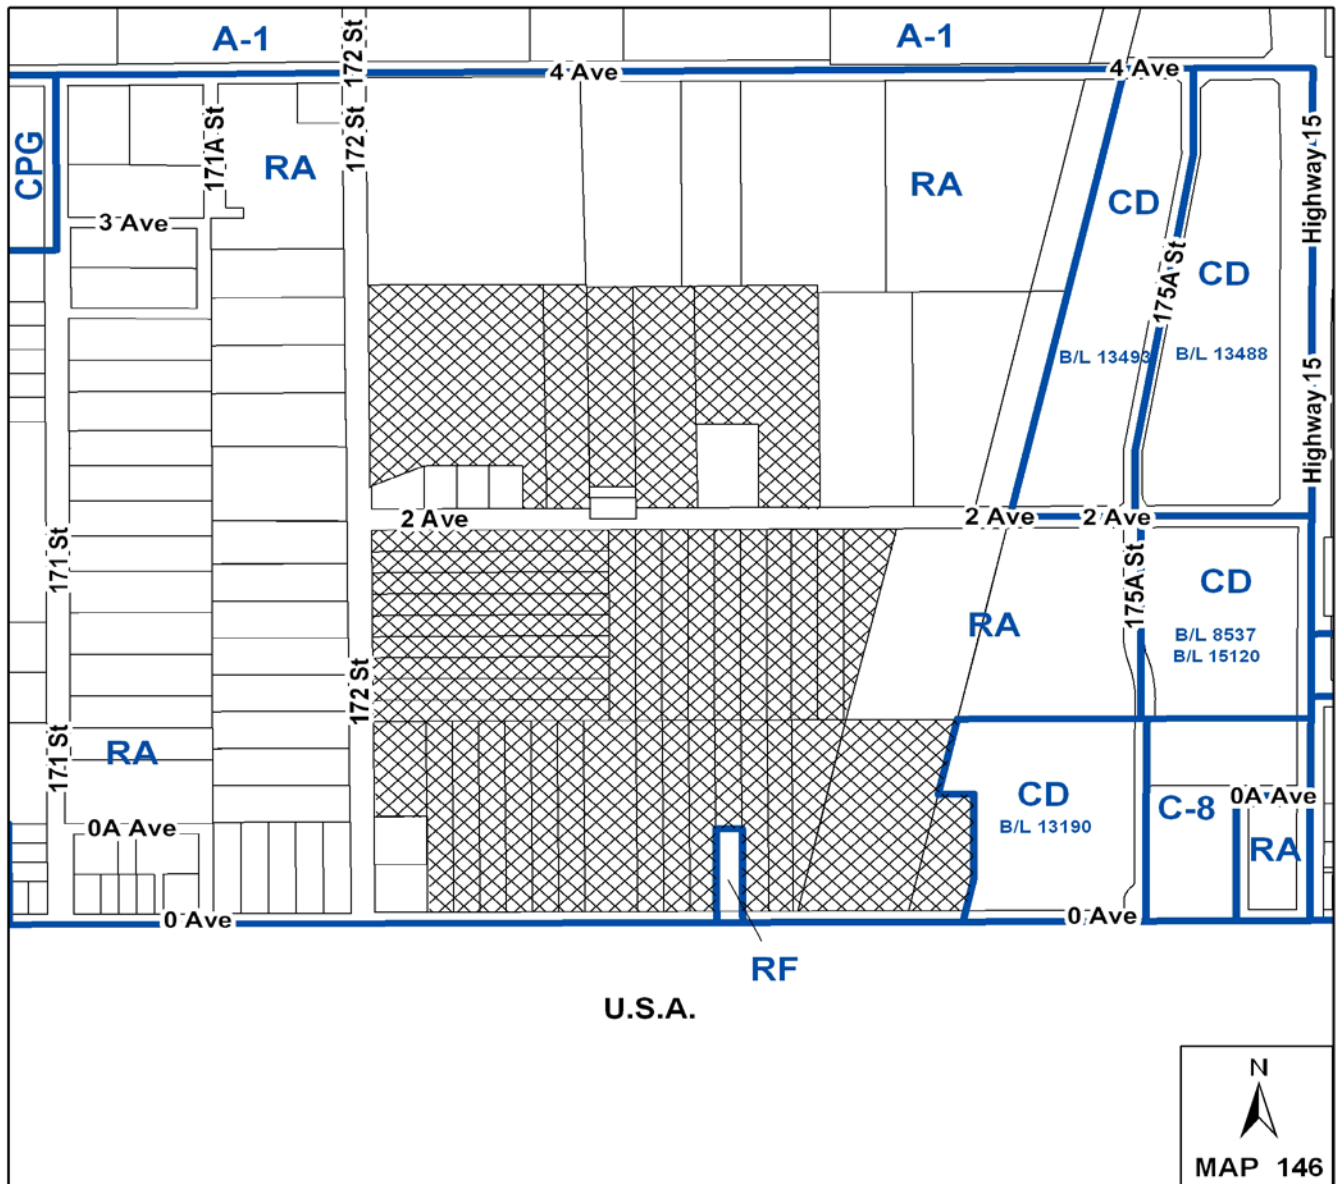 A-1
172 St
A-1
4 Ave
4 Ave
CPG
171A St
172 St
RA
RA
CD
Highway 15
3 Ave
175A St
CD
B/L 13493
B/L 13488
Highway 15
2 Ave
2 Ave
2 Ave
171 St
175A St
CD
RA
B/L 8537
B/L 15120
172 St
171 St
RA
CD
B/L 13190
C-8
0A Ave
0A Ave
RA
0 Ave
0 Ave
RF
U.S.A.
N
MAP 146